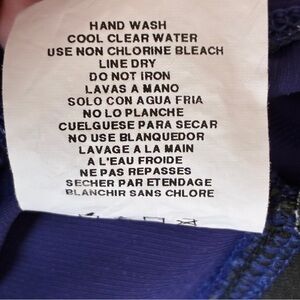 HAND WASH
COOL CLEAR WATER
USE NON CHLORINE BLEACH
LINE DRY
DO NOT IRON
LAVAS A MANO
SOLO CON AGUA FRIA
NO LO PLANCHE
CUELGUESE PARA SECAR
NO USE BLANQUEDOR
LAVAGE A LA MAIN
A L'EAU FROIDE
NE PAS REPASSES
SECHER PAR ETENDAGE
BLANCHIR SANS CHLORE